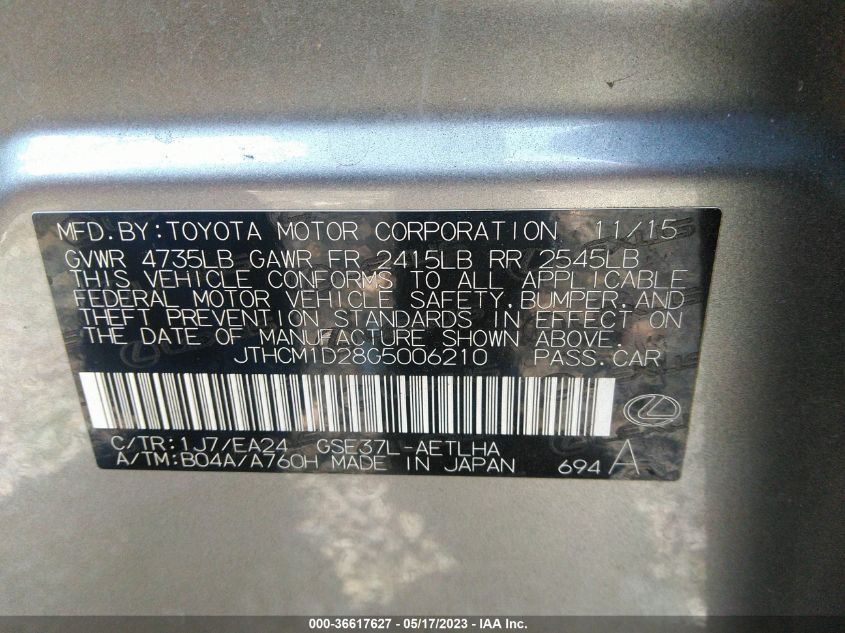 MFD.BY:TOYOTA MOTOR CORPORATION 11/15
GVWR 4735LB GAWR FR 2415LB RR 2545LB
THIS VEHICLE CONFORMS TO ALL APPLICABLE
FEDERAL MOTOR VEHICLE SAFETY,BUMPER,AND
THEFT PREVENTION STANDARDS IN EFFECT ON
THE DATE OF MANUFACTURE SHOWN ABOVE.
JTHCM1D28G5006210 PASS.CAR
C/TR:1J7/EA24 GSE37L-AETLHA
A/TM:B04A/A760H MADE IN JAPAN 694 A
000-36617627 - 05/17/2023 - IAA Inc.